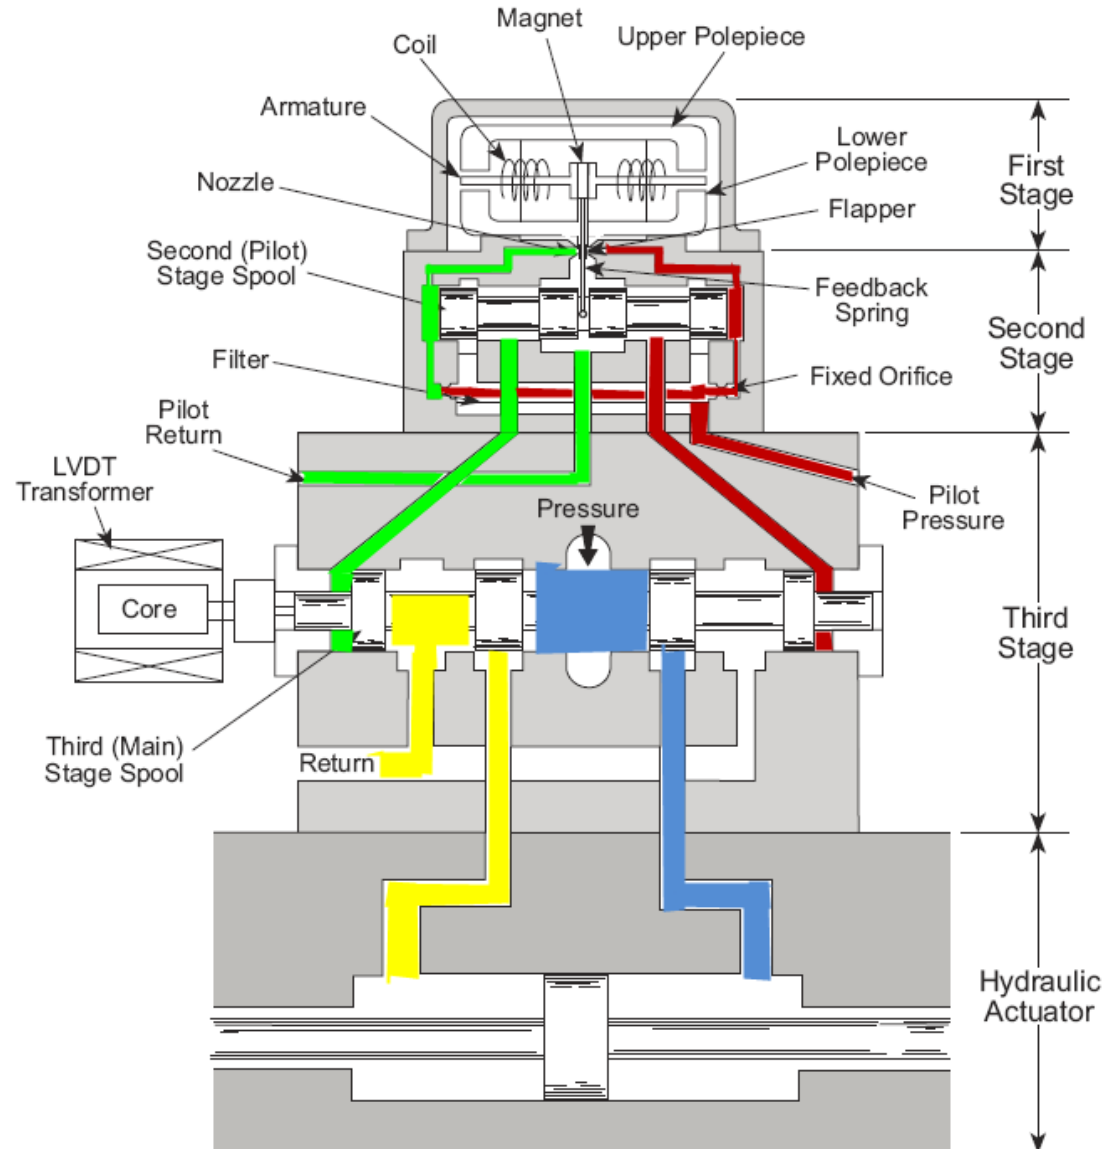 Magnet
Upper Polepiece
Coil
Armature
Lower
Polepiece
First
Stage
Nozzle
Flapper
Second (Pilot)
Stage Spool
Feedback
Spring
Second
Stage
Filter
Fixed Orifice
Pilot
Return
LVDT
Transformer
Pilot
Pressure
Pressure
Core
Third
Stage
Third (Main)
Stage Spool
Return
Hydraulic
Actuator